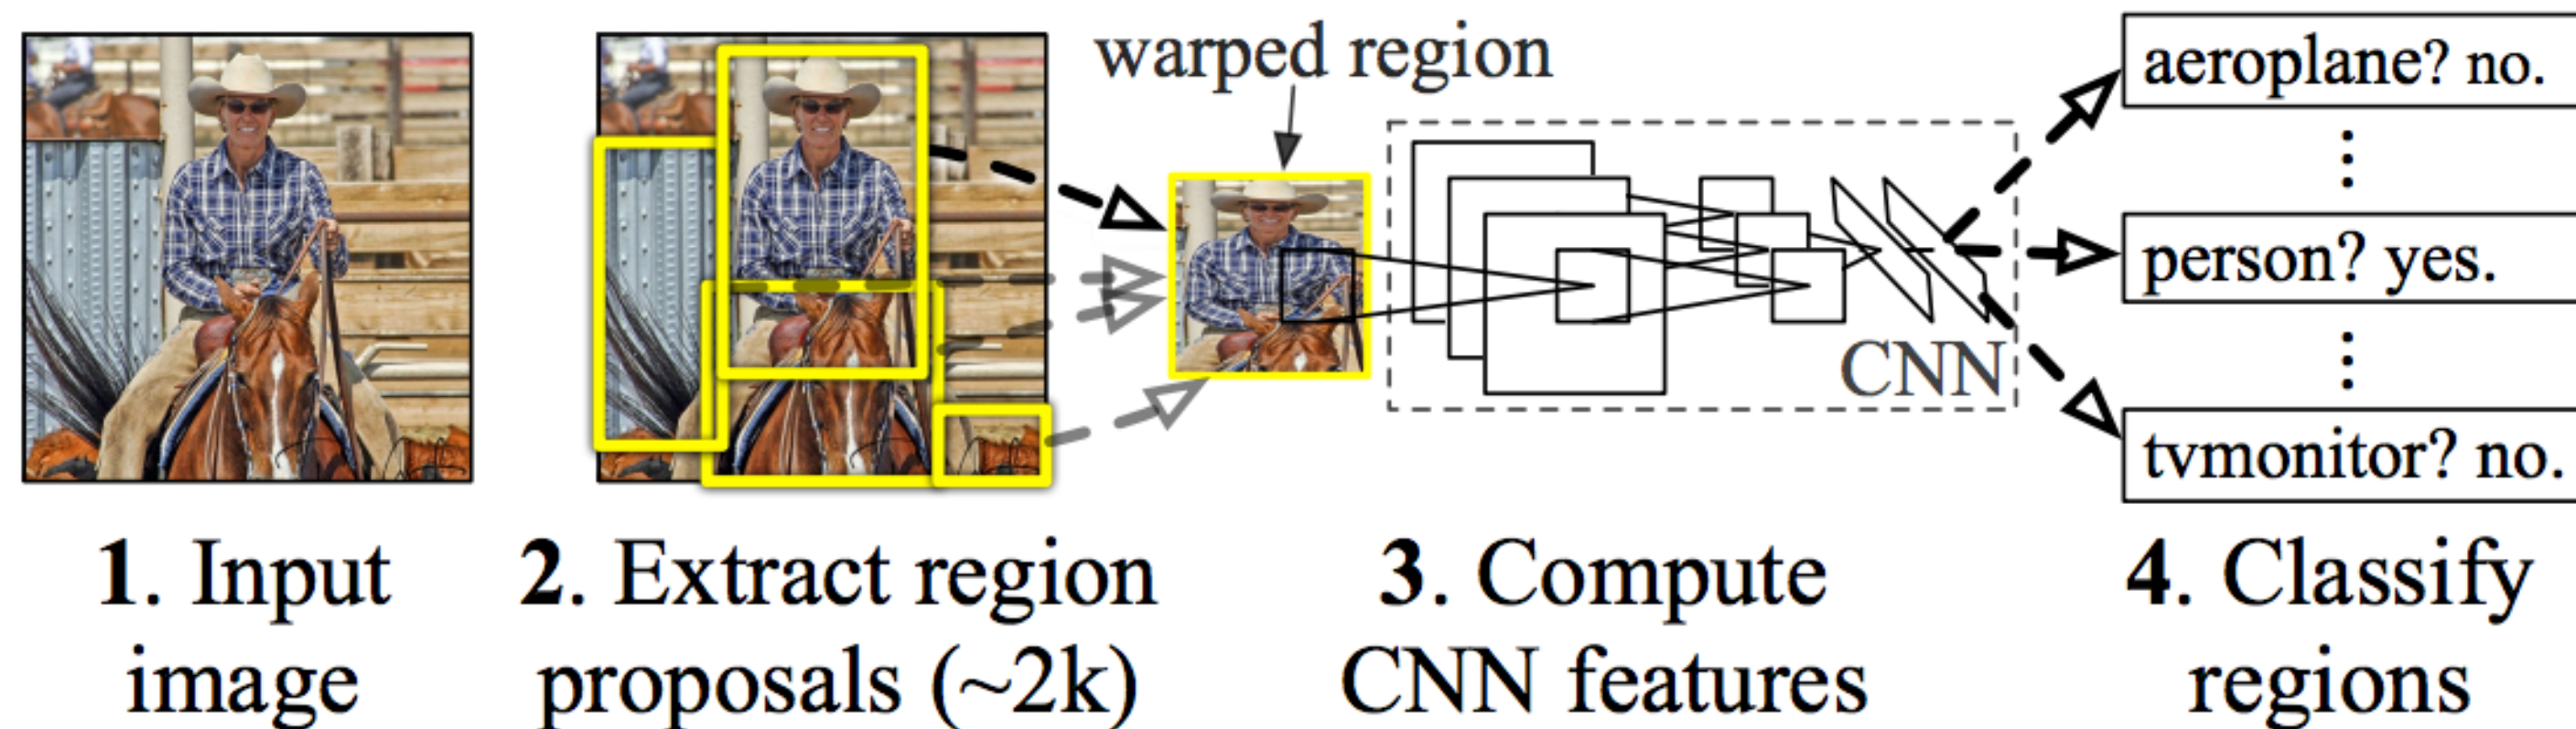 warped region
aeroplane? no.
person? yes.
CNN
tvmonitor? no.
1. Input
image
2. Extract region
proposals (~2k)
3. Compute
CNN features
4. Classify
regions